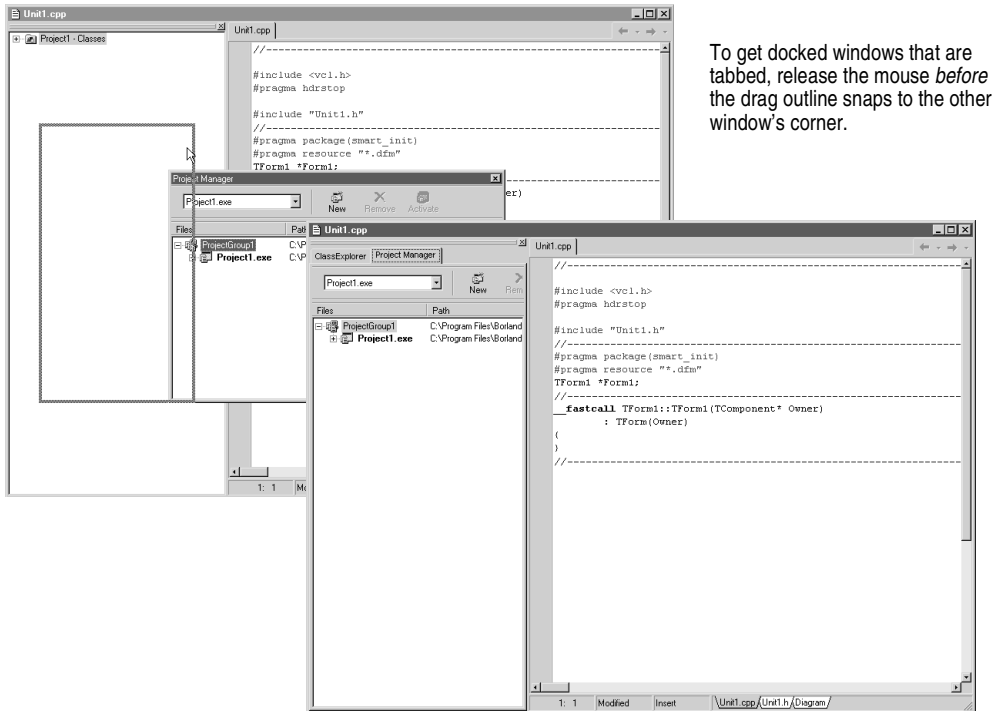 Unit1.cpp
Project1 - Classes
Unit1.cpp
//
#include <vcl.h>
#pragma hdrstop
#include "Unit1.h"
//
#pragma package(smart_init)
#pragma resource "*.dfm"
TForm1 *Form1;
er)
To get docked windows that are
tabbed, release the mouse before
the drag outline snaps to the other
window's corner.
Project Manager
Project1.exe
New Remove Activate
Files Path
ProjectGroup1 C:\P
Project1.exe C:\P
1: 1
Unit1.cpp
ClassExplorer Project Manager
Project1.exe
New Rem
Files Path
ProjectGroup1 C:\Program Files\Borland
Project1.exe C:\Program Files\Borland
Unit1.cpp
//---------------------------------------------------------------------------
#include <vcl.h>
#pragma hdrstop
#include "Unit1.h"
//---------------------------------------------------------------------------
#pragma package(smart_init)
#pragma resource "*.dfm"
TForm1 *Form1;
//---------------------------------------------------------------------------
__fastcall TForm1::TForm1(TComponent* Owner)
: TForm(Owner)
{
}
//---------------------------------------------------------------------------
1: 1 Modified Insert Unit1.cpp Unit1.h Diagram